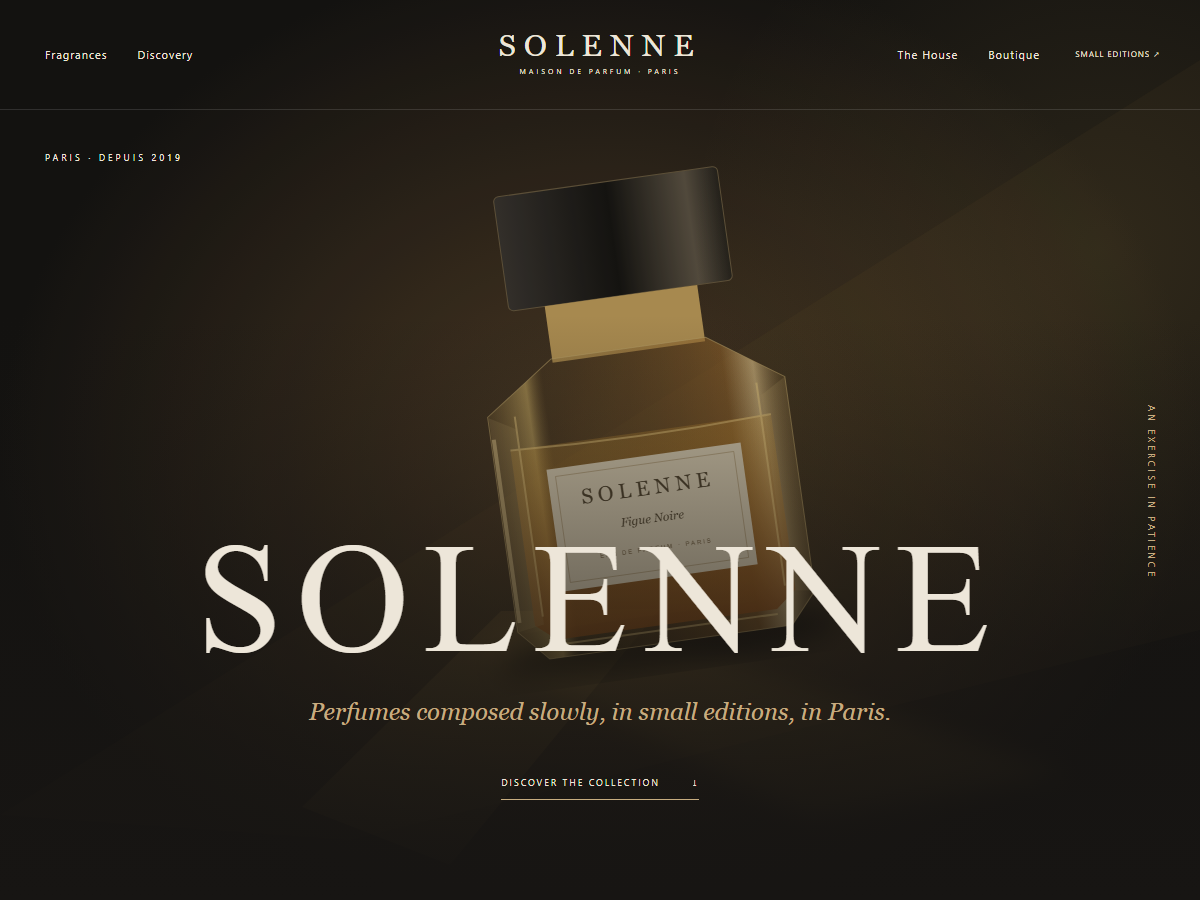 Fragrances
Discovery
SOLENNE
MAISON DE PARFUM · PARIS
The House
Boutique
SMALL EDITIONS ↗
PARIS · DEPUIS 2019
SOLENNE
Figue Noire
PARIS
AN EXERCISE IN PATIENCE
SOLENNE
Perfumes composed slowly, in small editions, in Paris.
DISCOVER THE COLLECTION ↓